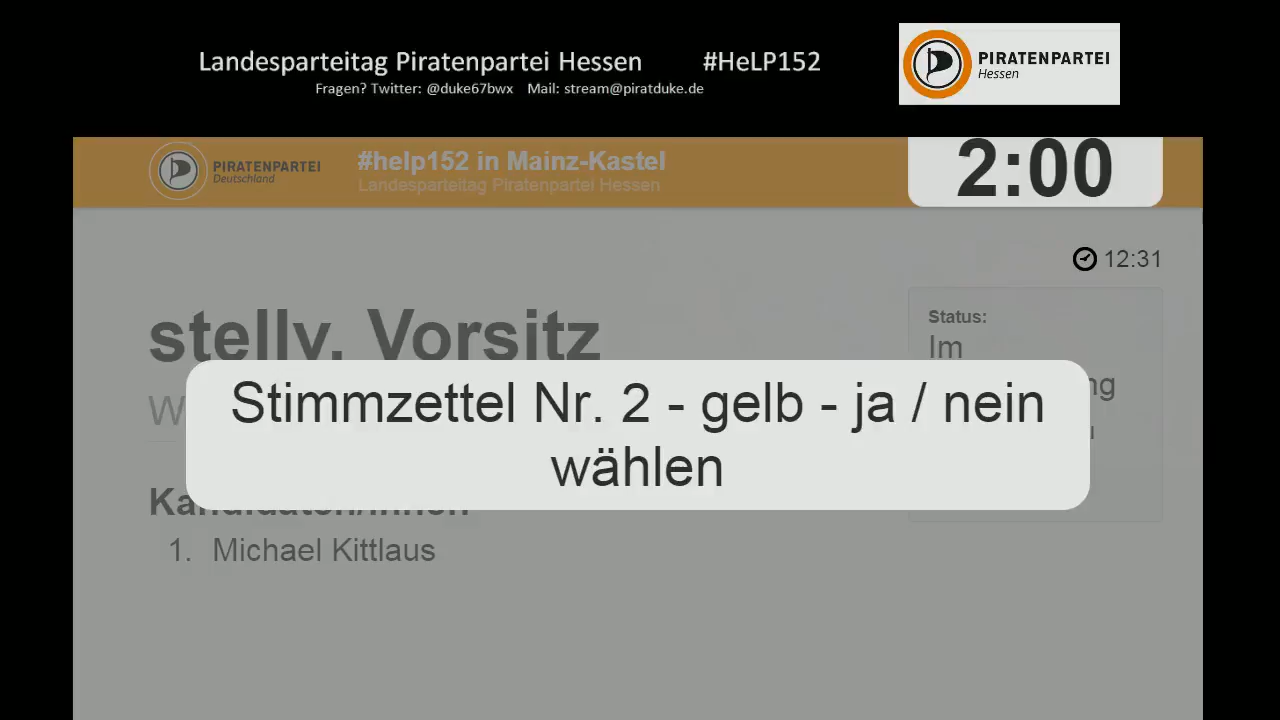 Landesparteitag Piratenpartei Hessen #HeLP152
Fragen? Twitter: @duke67bwx Mail: stream@piratduke.de
PIRATENPARTEI
Hessen
PIRATENPARTEI
Deutschland
#help152 in Mainz-Kastel
Landesparteitag Piratenpartei Hessen
2:00
12:31
stellv. Vorsitz
Status:
Im
Stimmzettel Nr. 2 - gelb - ja / nein
wählen
1. Michael Kittlaus